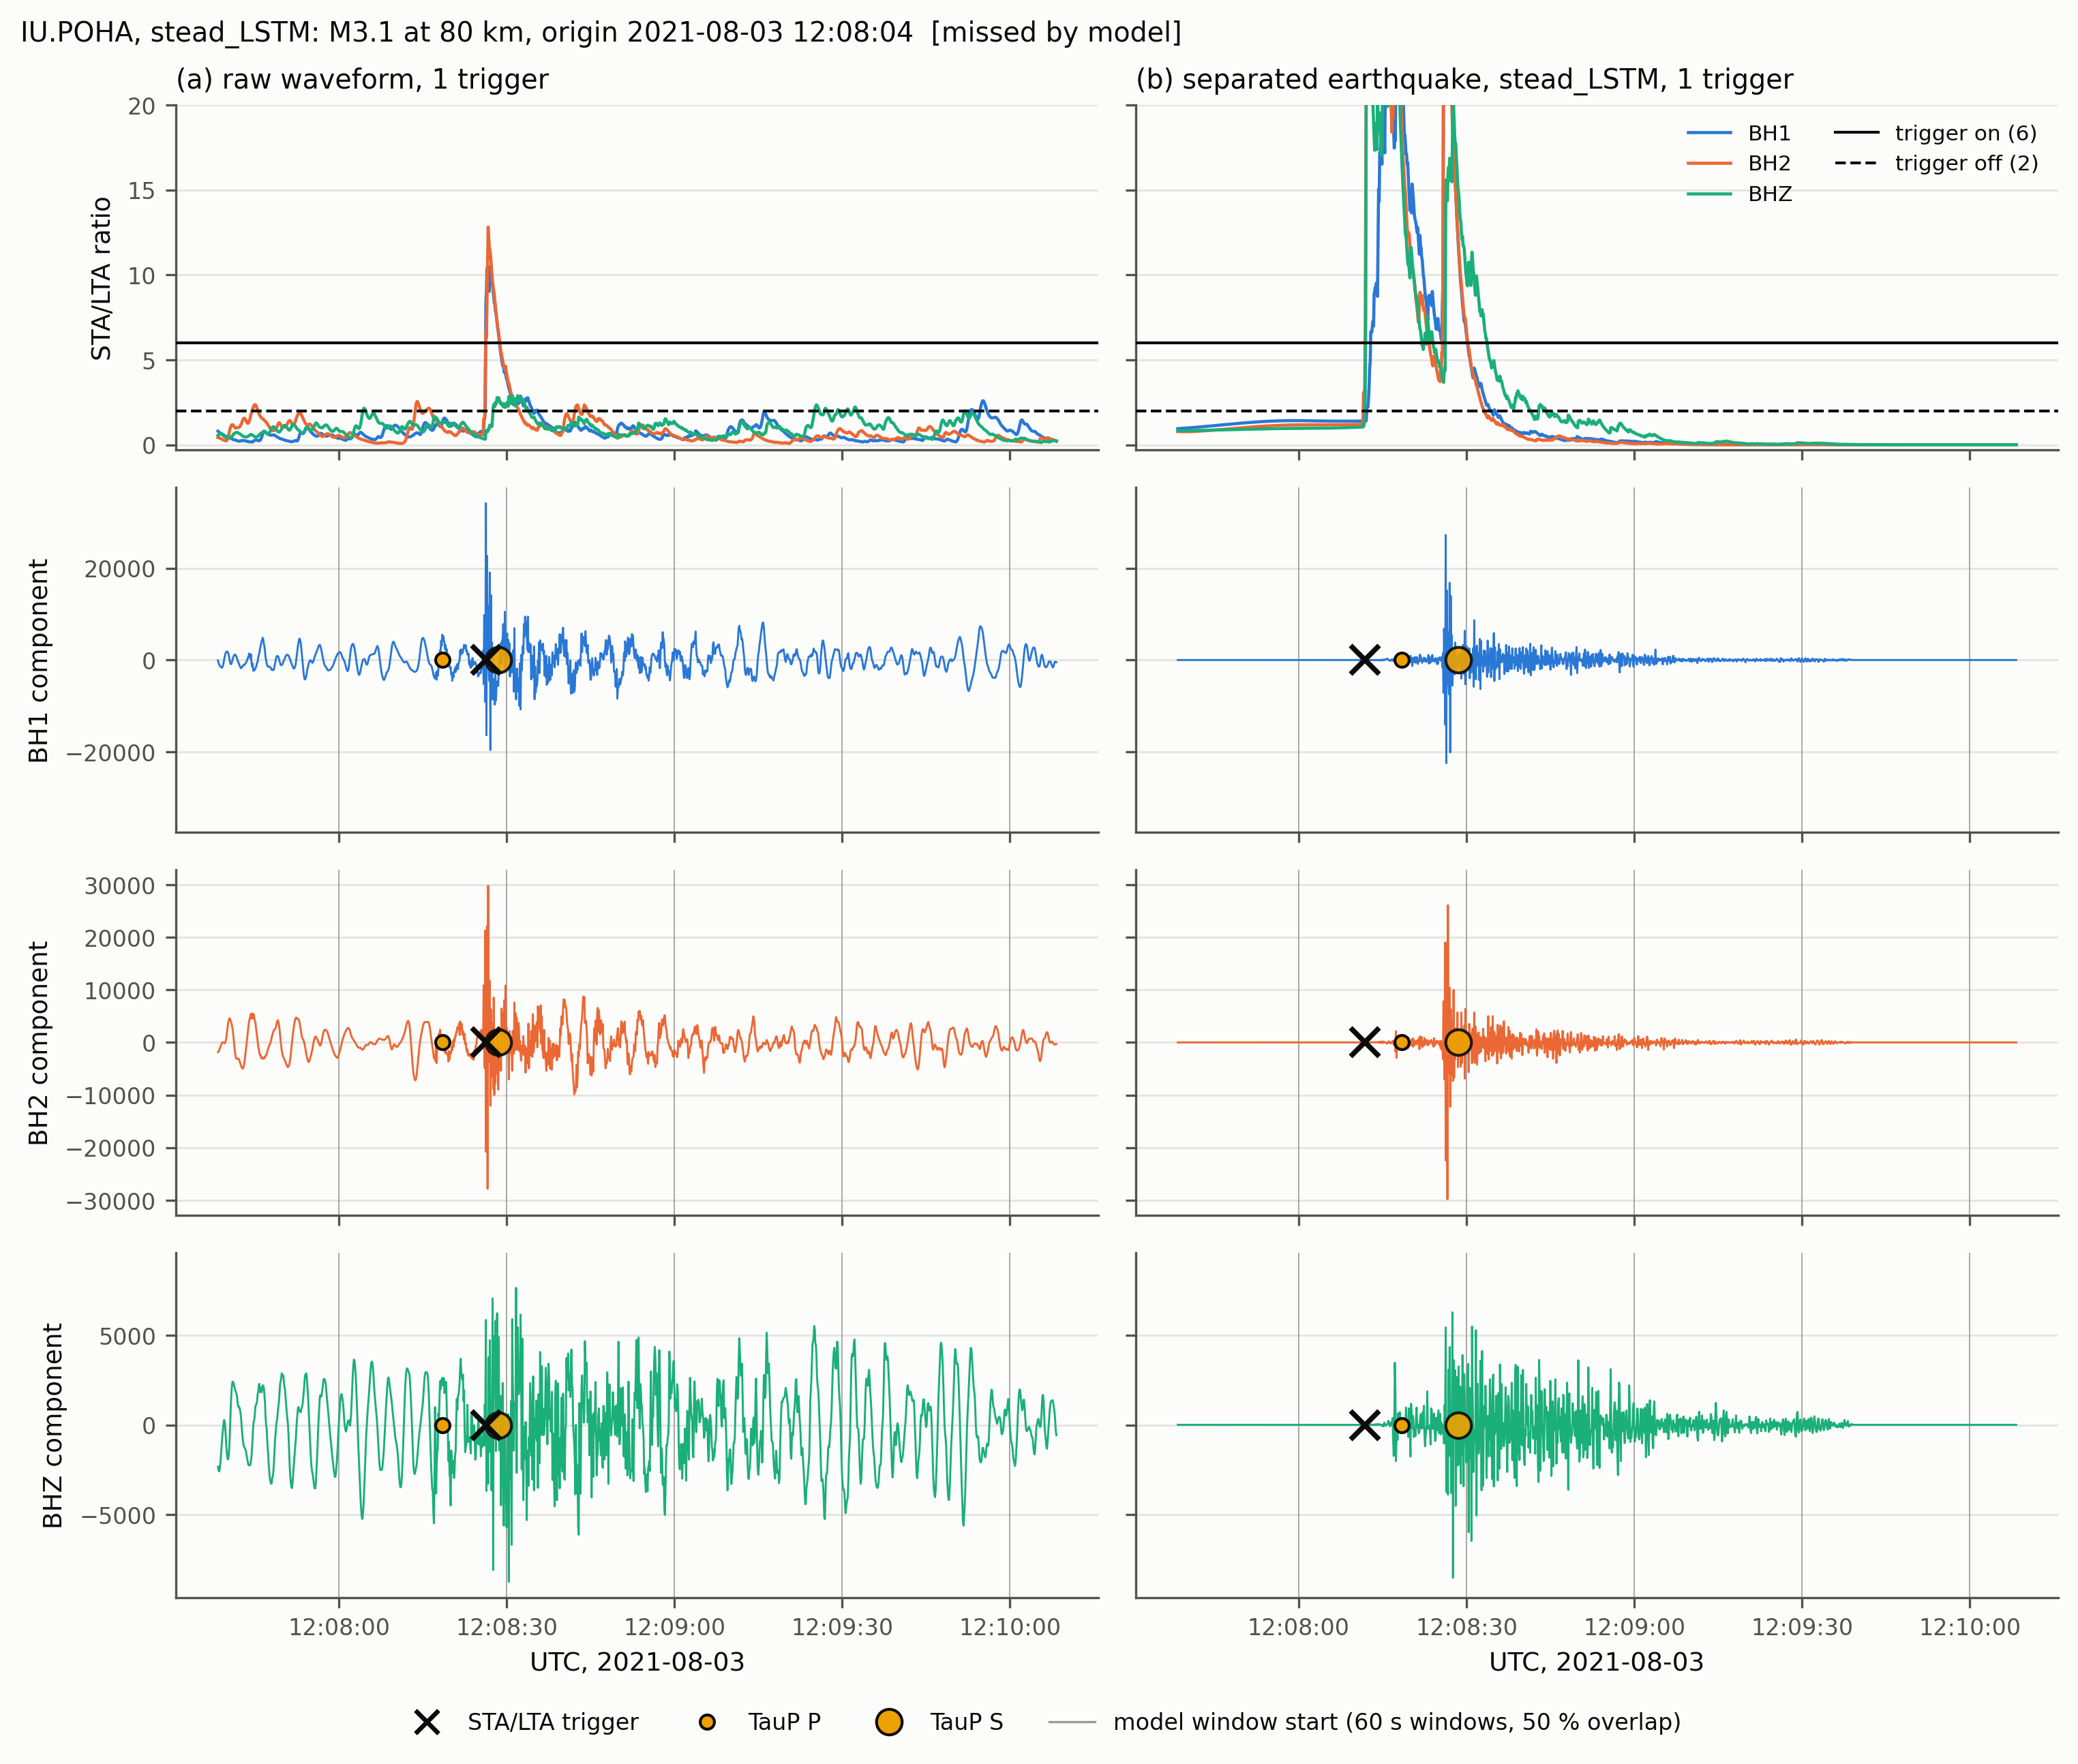 IU.POHA, stead_LSTM: M3.1 at 80 km, origin 2021-08-03 12:08:04  [missed by model]
(a) raw waveform, 1 trigger
(b) separated earthquake, stead_LSTM, 1 trigger
STA/LTA ratio
20
15
10
5
0
BH1
BH2
BHZ
trigger on (6)
trigger off (2)
BH1 component
20000
0
−20000
BH2 component
30000
20000
10000
0
−10000
−20000
−30000
BHZ component
5000
0
−5000
12:08:00 12:08:30 12:09:00 12:09:30 12:10:00
UTC, 2021-08-03
12:08:00 12:08:30 12:09:00 12:09:30 12:10:00
UTC, 2021-08-03
STA/LTA trigger
TauP P
TauP S
model window start (60 s windows, 50 % overlap)